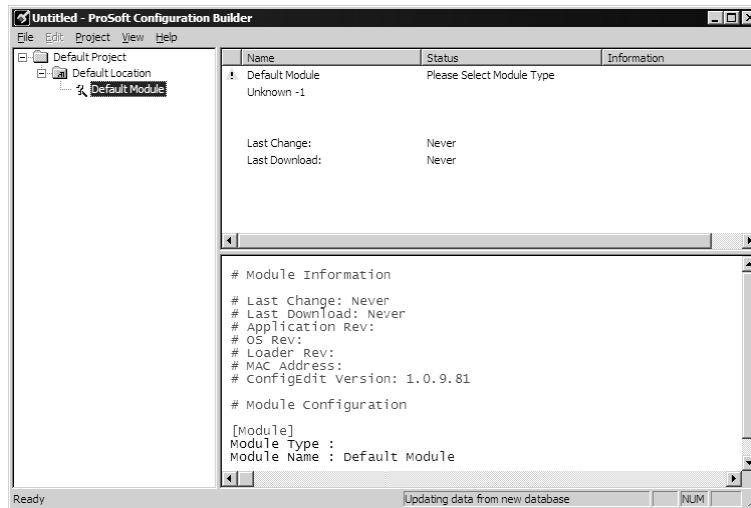 Untitled - ProSoft Configuration Builder
File Edit Project View Help
Default Project
Default Location
Default Module
Name Status Information
Default Module Please Select Module Type
Unknown -1
Last Change: Never
Last Download: Never
# Module Information
# Last Change: Never
# Last Download: Never
# Application Rev:
# OS Rev:
# Loader Rev:
# MAC Address:
# ConfigEdit Version: 1.0.9.81
# Module Configuration
[Module]
Module Type :
Module Name : Default Module
Ready Updating data from new database NUM